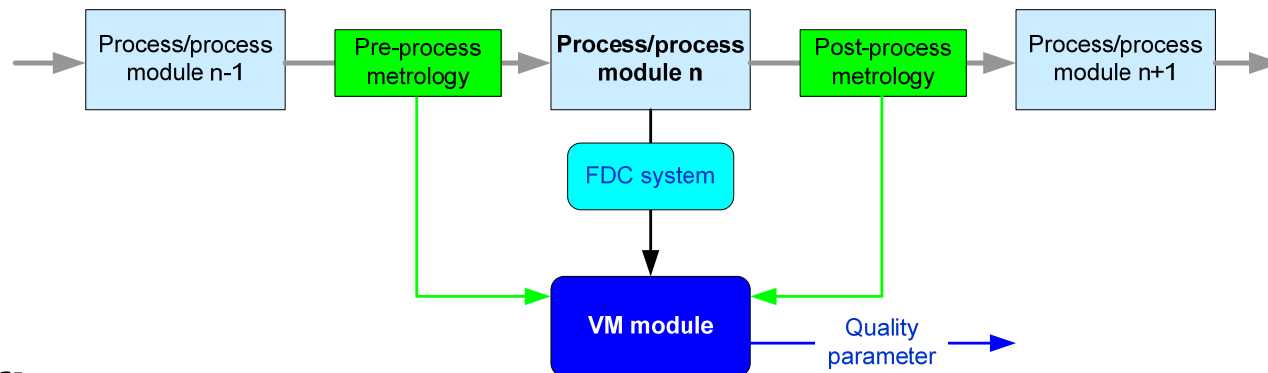 Process/process
module n-1
Pre-process
metrology
Process/process
module n
Post-process
metrology
Process/process
module n+1
FDC system
VM module
Quality
parameter